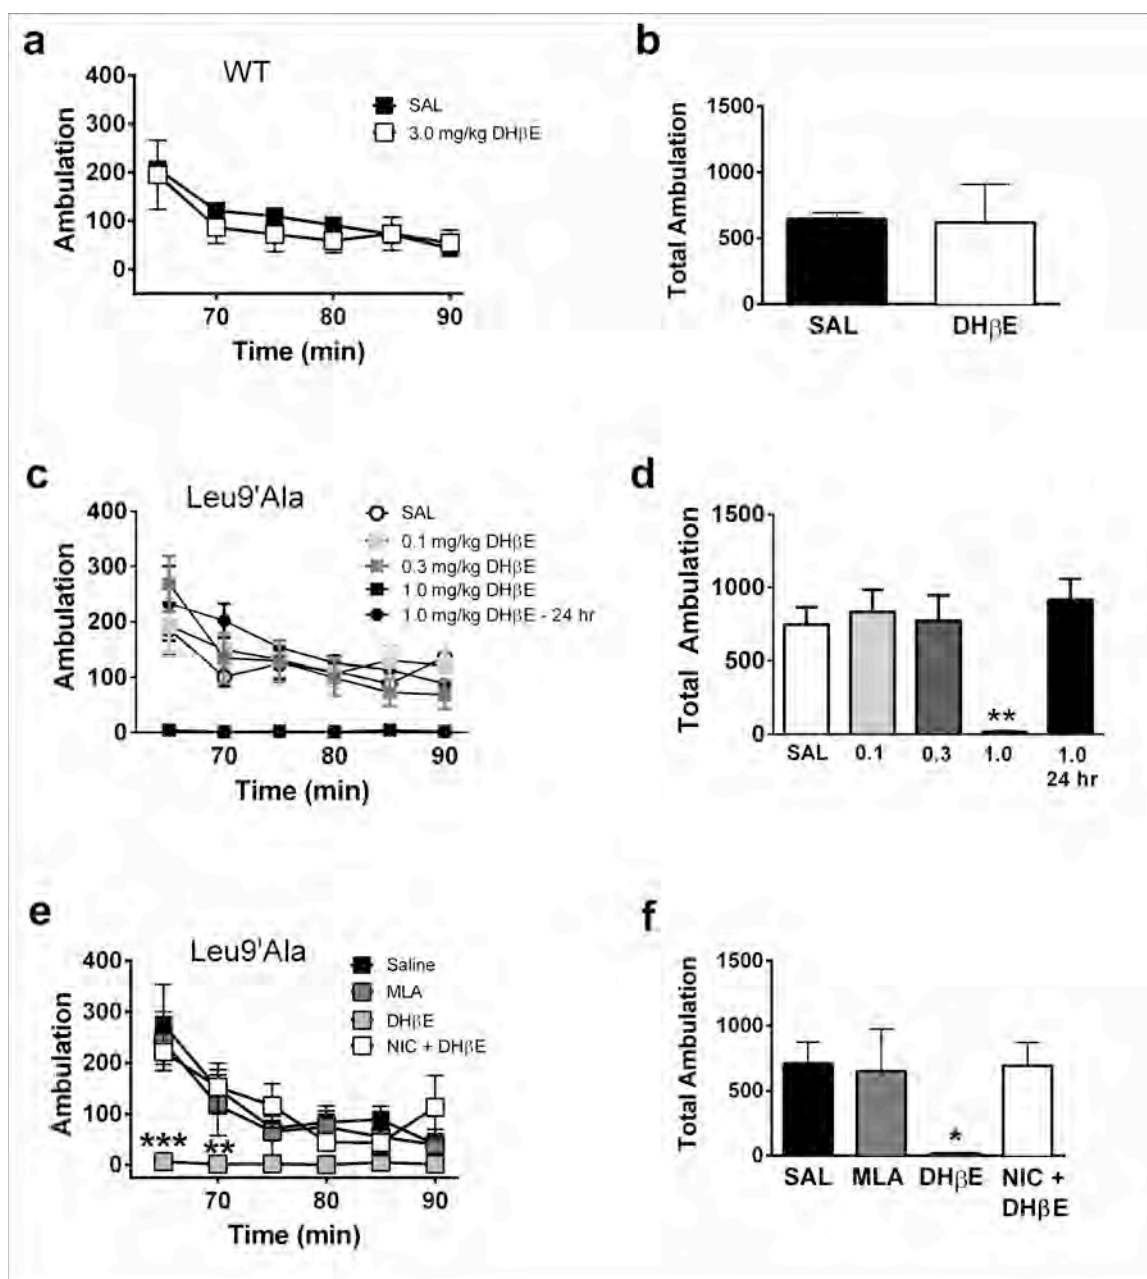 a
WT
400
300
200
100
0
Ambulation
SAL
3.0 mg/kg DHβE
70 80 90
Time (min)
b
1500
1000
500
0
Total Ambulation
SAL DHβE
c
Leu9'Ala
400
300
200
100
0
Ambulation
SAL
0.1 mg/kg DHβE
0.3 mg/kg DHβE
1.0 mg/kg DHβE
1.0 mg/kg DHβE - 24 hr
70 80 90
Time (min)
d
1500
1000
500
0
Total Ambulation
**
SAL 0.1 0.3 1.0 1.0
24 hr
e
Leu9'Ala
400
300
200
100
0
Ambulation
Saline
MLA
DHβE
NIC + DHβE
*** **
70 80 90
Time (min)
f
1500
1000
500
0
Total Ambulation
*
SAL MLA DHβE NIC +
DHβE